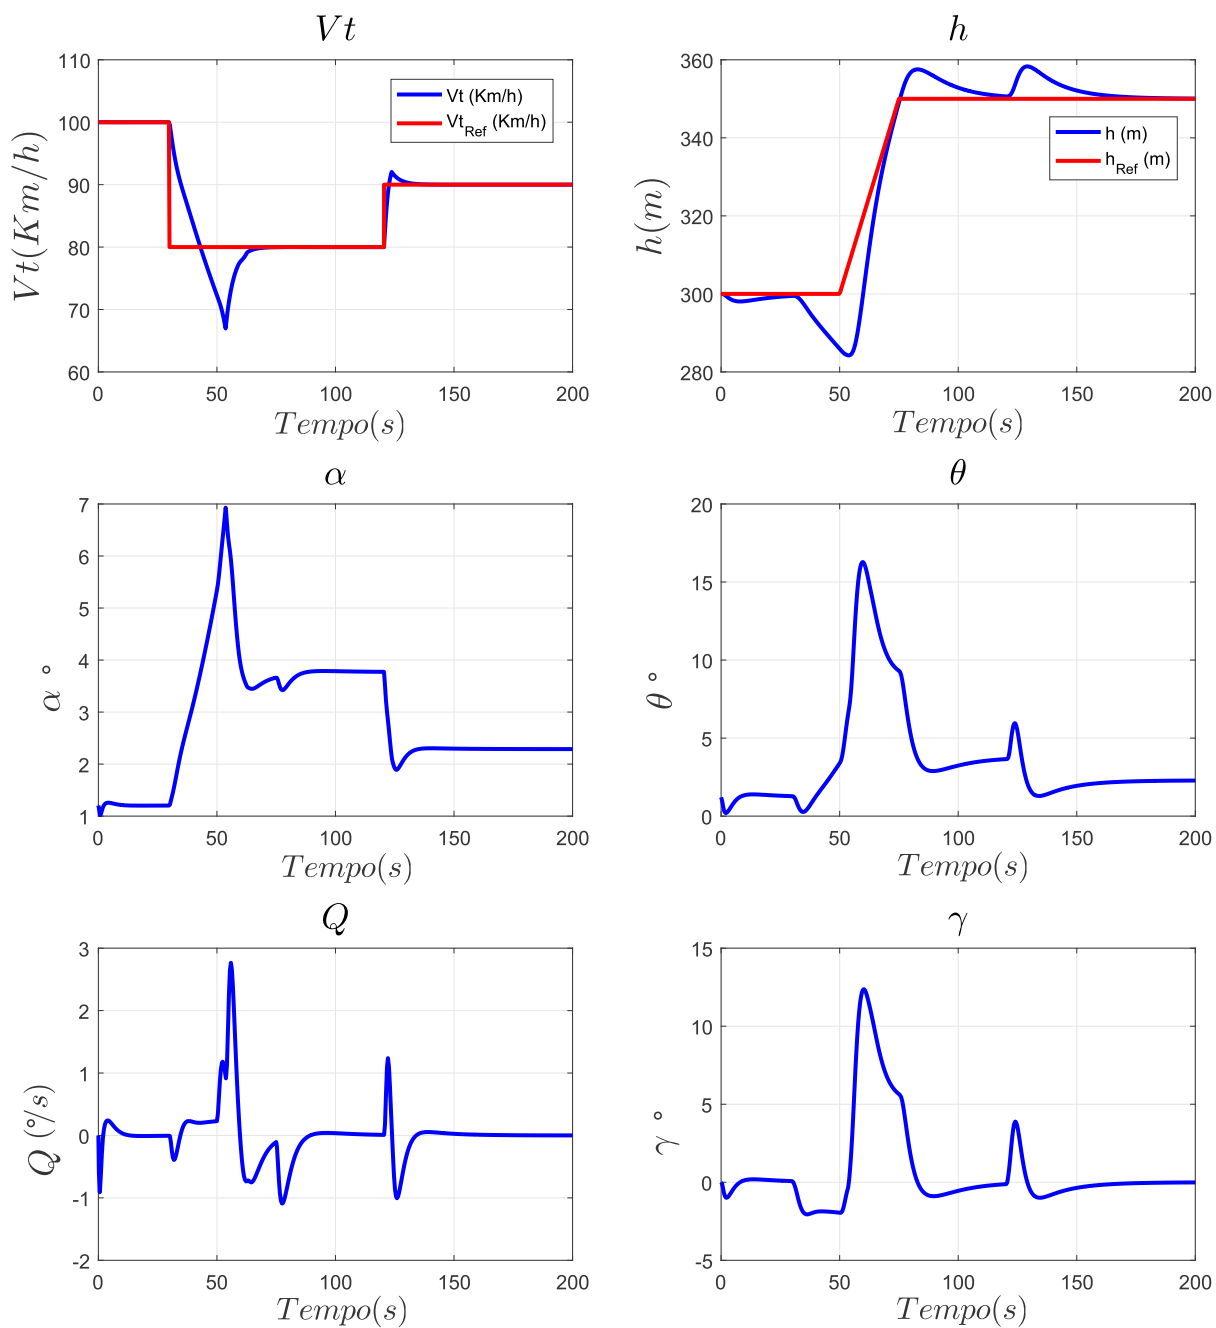 Vt
110
100
90
80
70
60
Vt(Km/h)
Vt (Km/h)
Vt_Ref (Km/h)
0 50 100 150 200
Tempo(s)
h
360
340
320
300
280
h(m)
h (m)
h_Ref (m)
0 50 100 150 200
Tempo(s)
α
7
6
5
4
3
2
1
α °
0 50 100 150 200
Tempo(s)
θ
20
15
10
5
0
θ °
0 50 100 150 200
Tempo(s)
Q
3
2
1
0
-1
-2
Q (°/s)
0 50 100 150 200
Tempo(s)
γ
15
10
5
0
-5
γ °
0 50 100 150 200
Tempo(s)